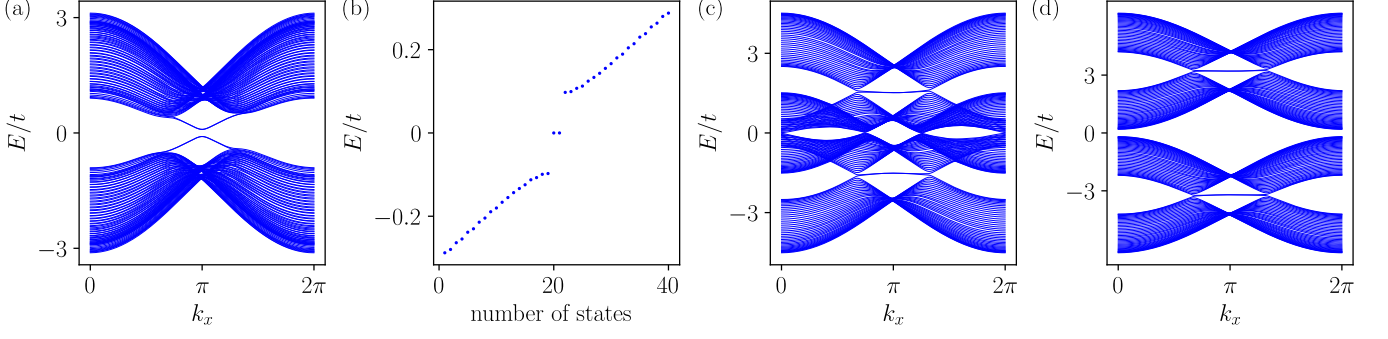 (a)
E/t
3
0
−3
0
π
2π
k_x
(b)
E/t
0.2
0
−0.2
0
20
40
number of states
(c)
E/t
3
0
−3
0
π
2π
k_x
(d)
E/t
3
0
−3
0
π
2π
k_x